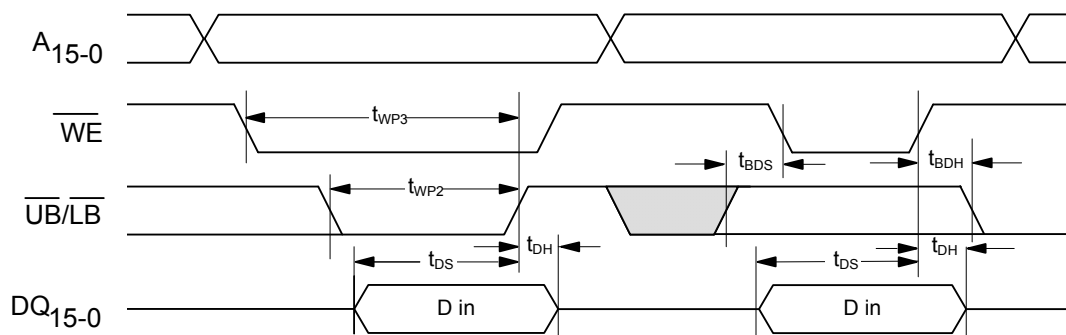 A15-0
WE
tWP3
tBDS
tBDH
UB/LB
tWP2
tDH
tDH
tDS
tDS
DQ15-0
D in
D in